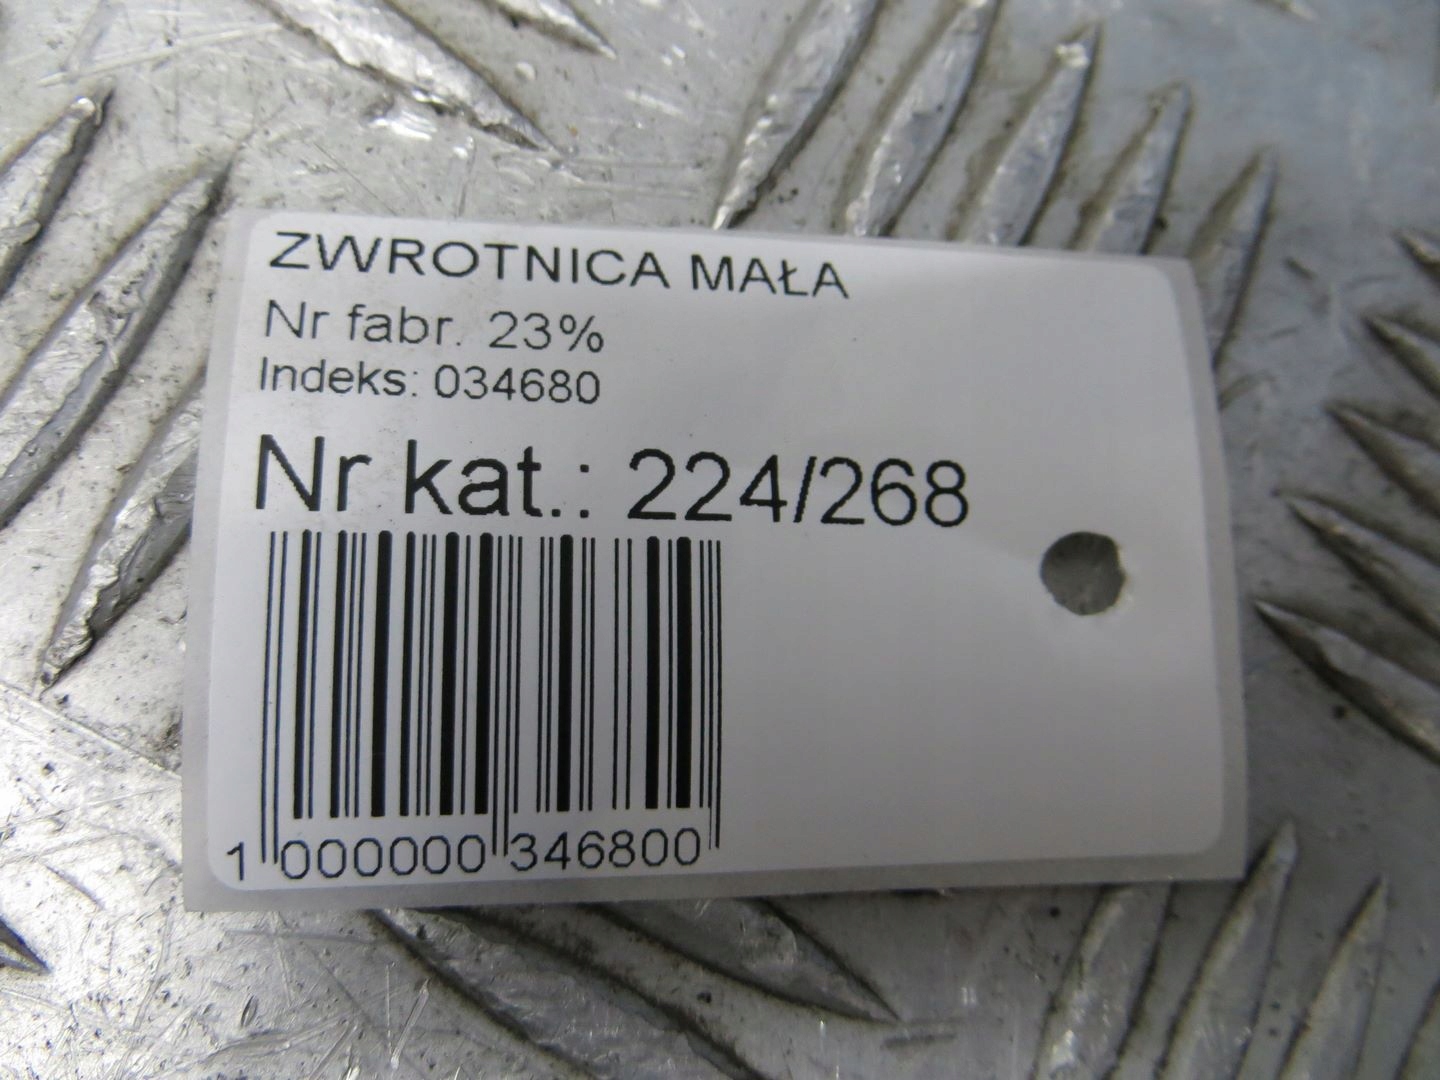 ZWROTNICA MAŁA
Nr fabr. 23%
Indeks: 034680
Nr kat.: 224/268
1 000000 346800